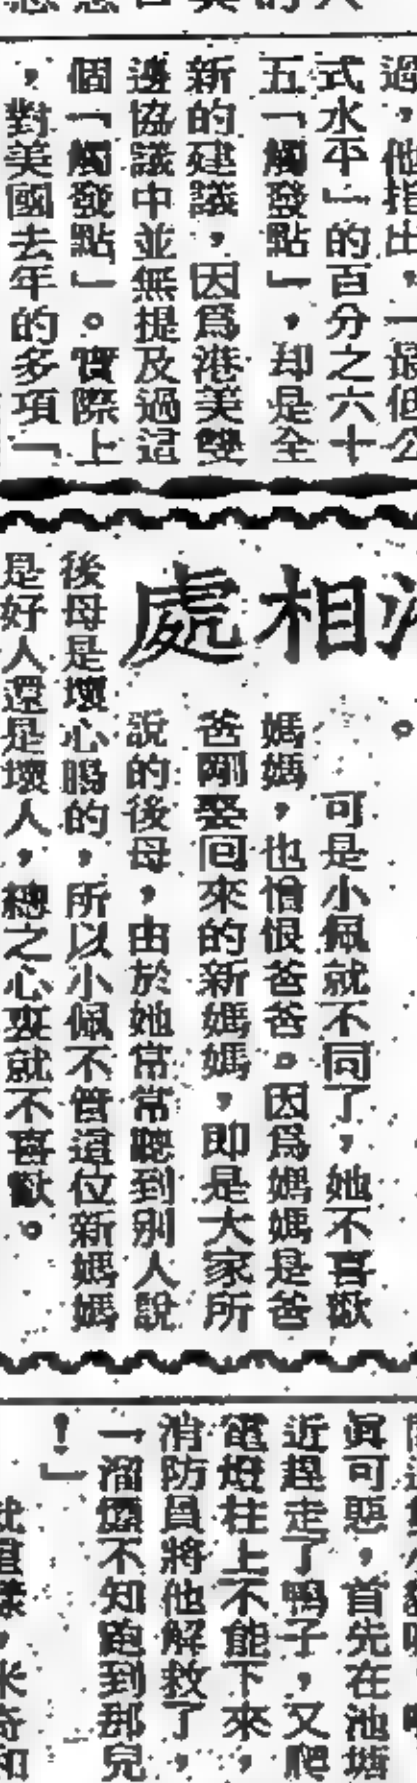 過，他指出，一最低公
式水平」的百分之六十
五「觸發點」，却是全
新的建議，因爲港美雙
邊協議中並無提及過這
個「觸發點」。實際上
，對美國去年的多項「
相處
可是小佩就不同了，她不喜歡
媽媽，也憎恨爸爸。因爲媽媽是爸
爸剛娶回來的新媽媽，即是大家所
說的後母，由於她常常聽到別人說
後母是壞心腸的，所以小佩不管這位新媽媽
是好人還是壞人，總之心裏就不喜歡。
眞可惡，首先在池塘
近趕走了鴨子，又爬
電燈柱上不能下來，
消防員將他解救了，
一溜煙不知跑到那兒
！」